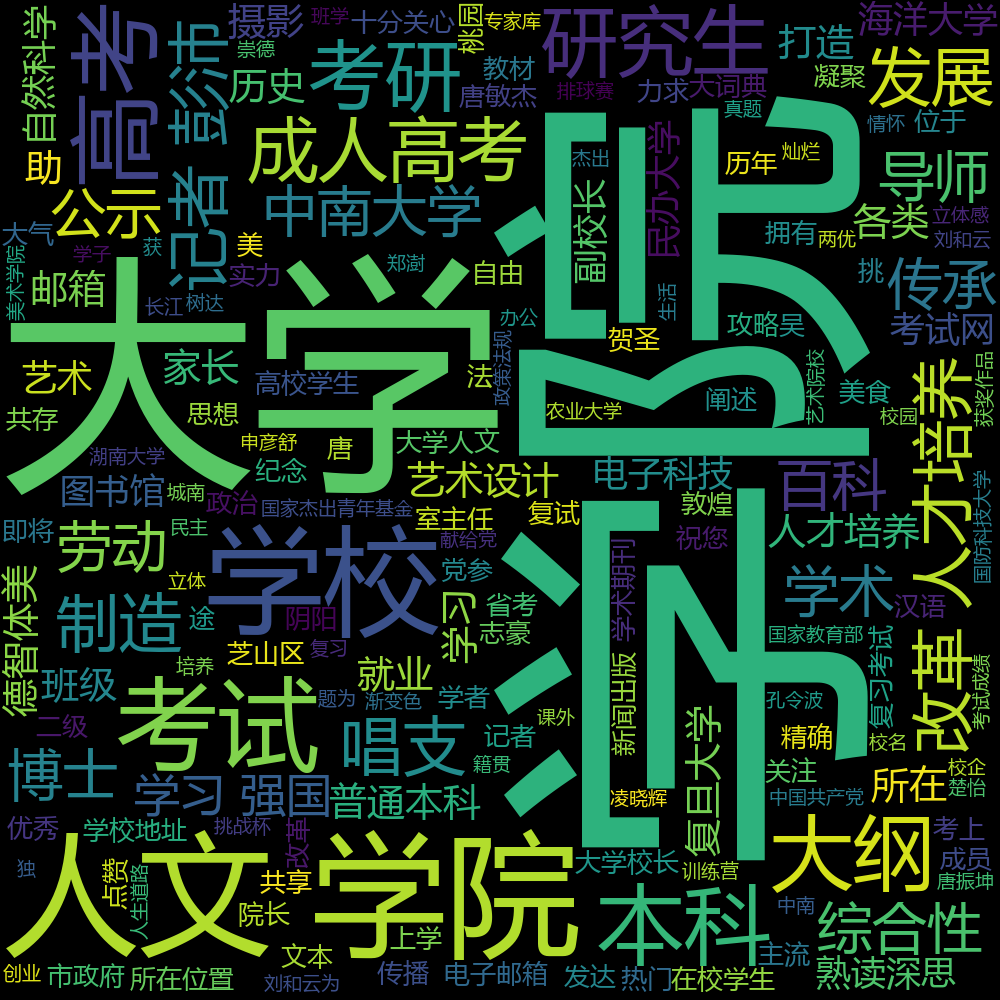 高考
彭沛
记者
摄影
班学
十分关心
桃园
专家库
研究生
海洋大学
打造
发展
自然科学
崇德
历史
考研
教材
唐敏杰
排球赛
力求
大词典
凝聚
真题
情怀
位于
助
成人高考
杰出
民办大学
历年
灿烂
导师
公示
中南大学
副校长
学院
拥有
两优
各类
立体感
刘和云
大气
学子
获
美
郑澍
自由
挑
传承
美术学院
邮箱
实力
长江
树达
大学
办公
生活
贺圣
攻略吴
考试网
政策法规
艺术
家长
高校学生
法
农业大学
阐述
艺术院校
美食
校园
获奖作品
共存
思想
申彦舒
唐
大学人文
人才培养
湖南大学
纪念
艺术设计
电子科技
百科
图书馆
城南
政治
国家杰出青年基金
室主任
复试
敦煌
人才培养
国防科技大学
即将
劳动
民主
学校
献给党
祝您
学术期刊
立体
党参
德智体美
制造
途
阴阳
学习
省考
志豪
学术
汉语
国家教育部
复习考试
改革
考试成绩
芝山区
复习
培养
考试
就业
新闻出版
班级
题为
渐变色
学者
课外
复旦大学
孔令波
二级
唱支
记者
籍贯
精确
校名
博士
学习
强国
普通本科
凌晓辉
关注
所在
校企
楚怡
中国共产党
优秀
学校地址
挑战杯
改革
大纲
考上
独
点赞
人生道路
共享
大学校长
训练营
成员
唐振坤
人文学院
院长
上学
本科
中南
综合性
文本
主流
创业
市政府
所在位置
刘和云为
传播
电子邮箱
发达
热门
在校学生
熟读深思